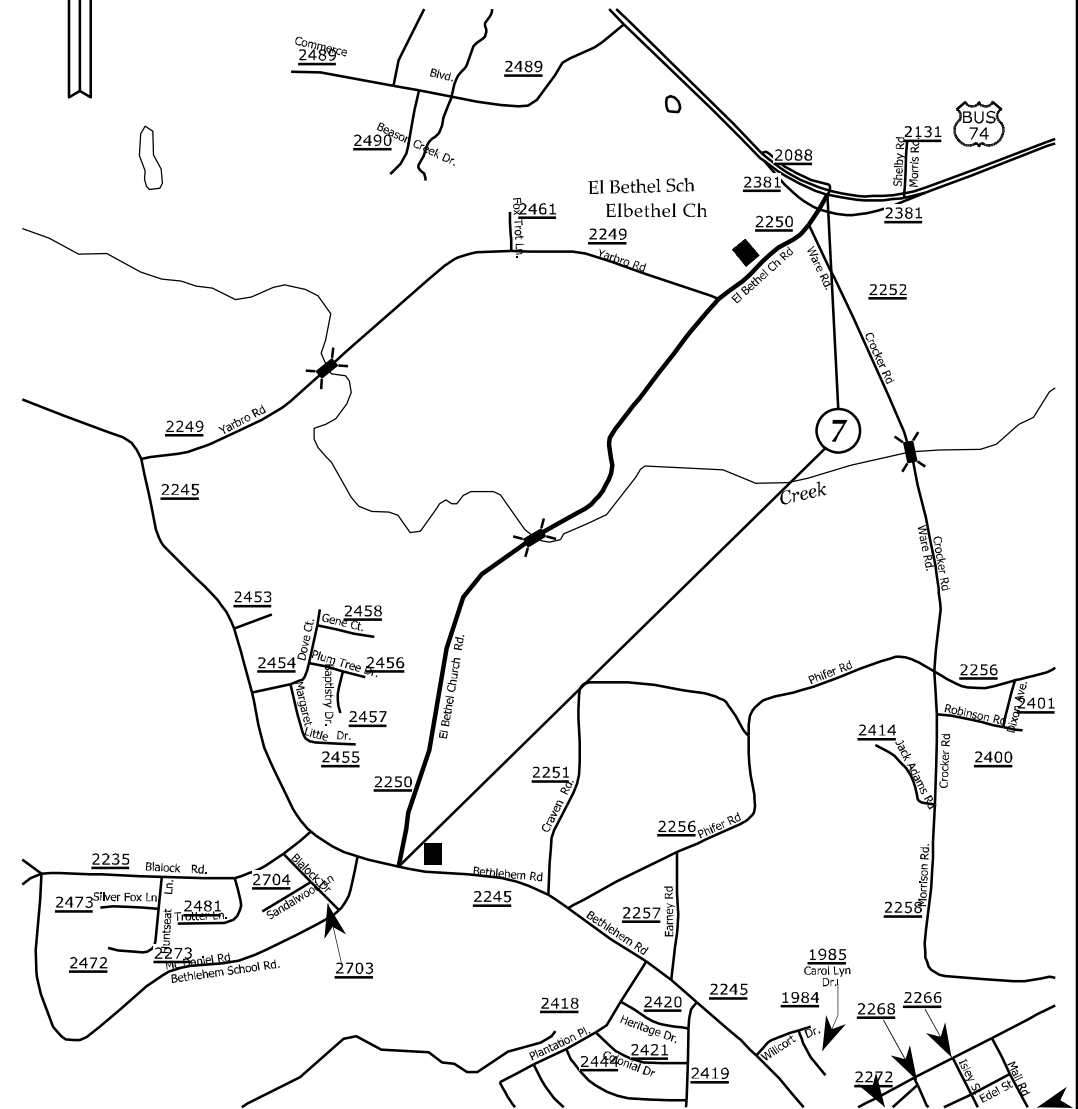 Commerce
2489
Blvd.
2489
BUS
74
2490
Beason Creek Dr.
2131
Shelby Rd
Morris Rd
2088
2381
El Bethel Sch
Elbethel Ch
2461
Fox Trot Ln.
2249
Yarbro Rd
2250
2381
El Bethel Ch Rd
Ware Rd.
2252
Crocker Rd
2249
Yarbro Rd
7
2245
Creek
Ware Rd.
Crocker Rd
2453
2458
Gene Ct.
Dove Ct.
2454
Plum Tree Dr.
2456
Baptistry Dr.
Margaret
2457
Little Dr.
2455
El Bethel Church Rd.
Phifer Rd
2256
2401
Dixon Ave.
Robinson Rd
2414
Jack Adams Rd
Crocker Rd
2400
2250
2251
Craven Rd.
2256
Phifer Rd
2235
Blalock Rd.
Blalock Dr
2704
Sandalwood Ln
Bethlehem Rd
2245
2473
Silver Fox Ln
Huntseat Ln.
2481
Trotter Ln.
2257
Earney Rd
Bethlehem Rd
Morrison Rd.
2258
2472
2273
Mc Daniel Rd
Bethlehem School Rd.
2703
1985
Carol Lyn
Dr.
1984
2245
2418
2420
2268
2266
Heritage Dr.
Plantation Pl.
2421
2444
Colonial Dr
2419
Willcort Dr.
2272
Isley S
Mail Rd
Edel St